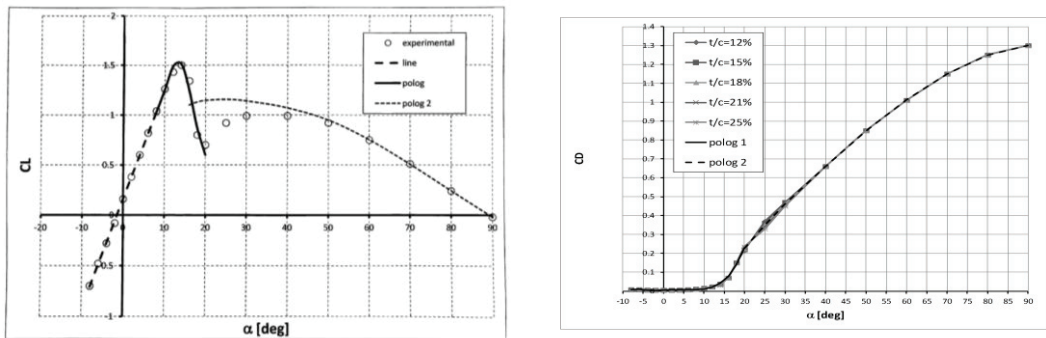 2
experimental
line
polog
polog 2
1.5
1
0.5
0
-20
-10
0
10
20
30
40
50
60
70
80
90
-0.5
-1
CL
α [deg]
1.4
1.3
1.2
1.1
1
0.9
0.8
0.7
0.6
0.5
0.4
0.3
0.2
0.1
t/c=12%
t/c=15%
t/c=18%
t/c=21%
t/c=25%
polog 1
polog 2
CD
-10 -5 0 5 10 15 20 25 30 35 40 45 50 55 60 65 70 75 80 85 90
α [deg]